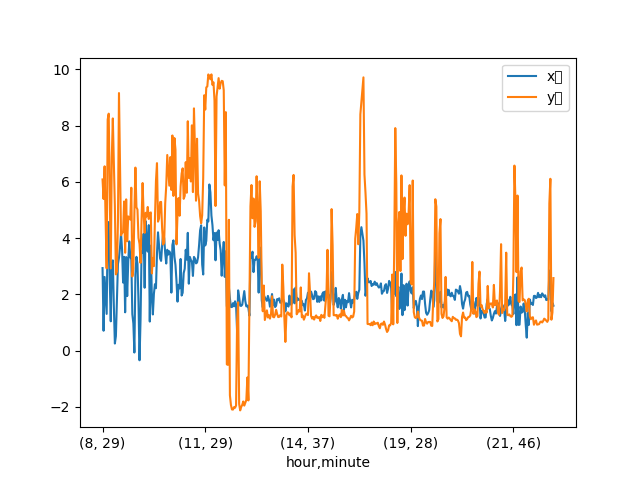 x
y
10
8
6
4
2
0
−2
(8, 29) (11, 29) (14, 37) (19, 28) (21, 46)
hour,minute